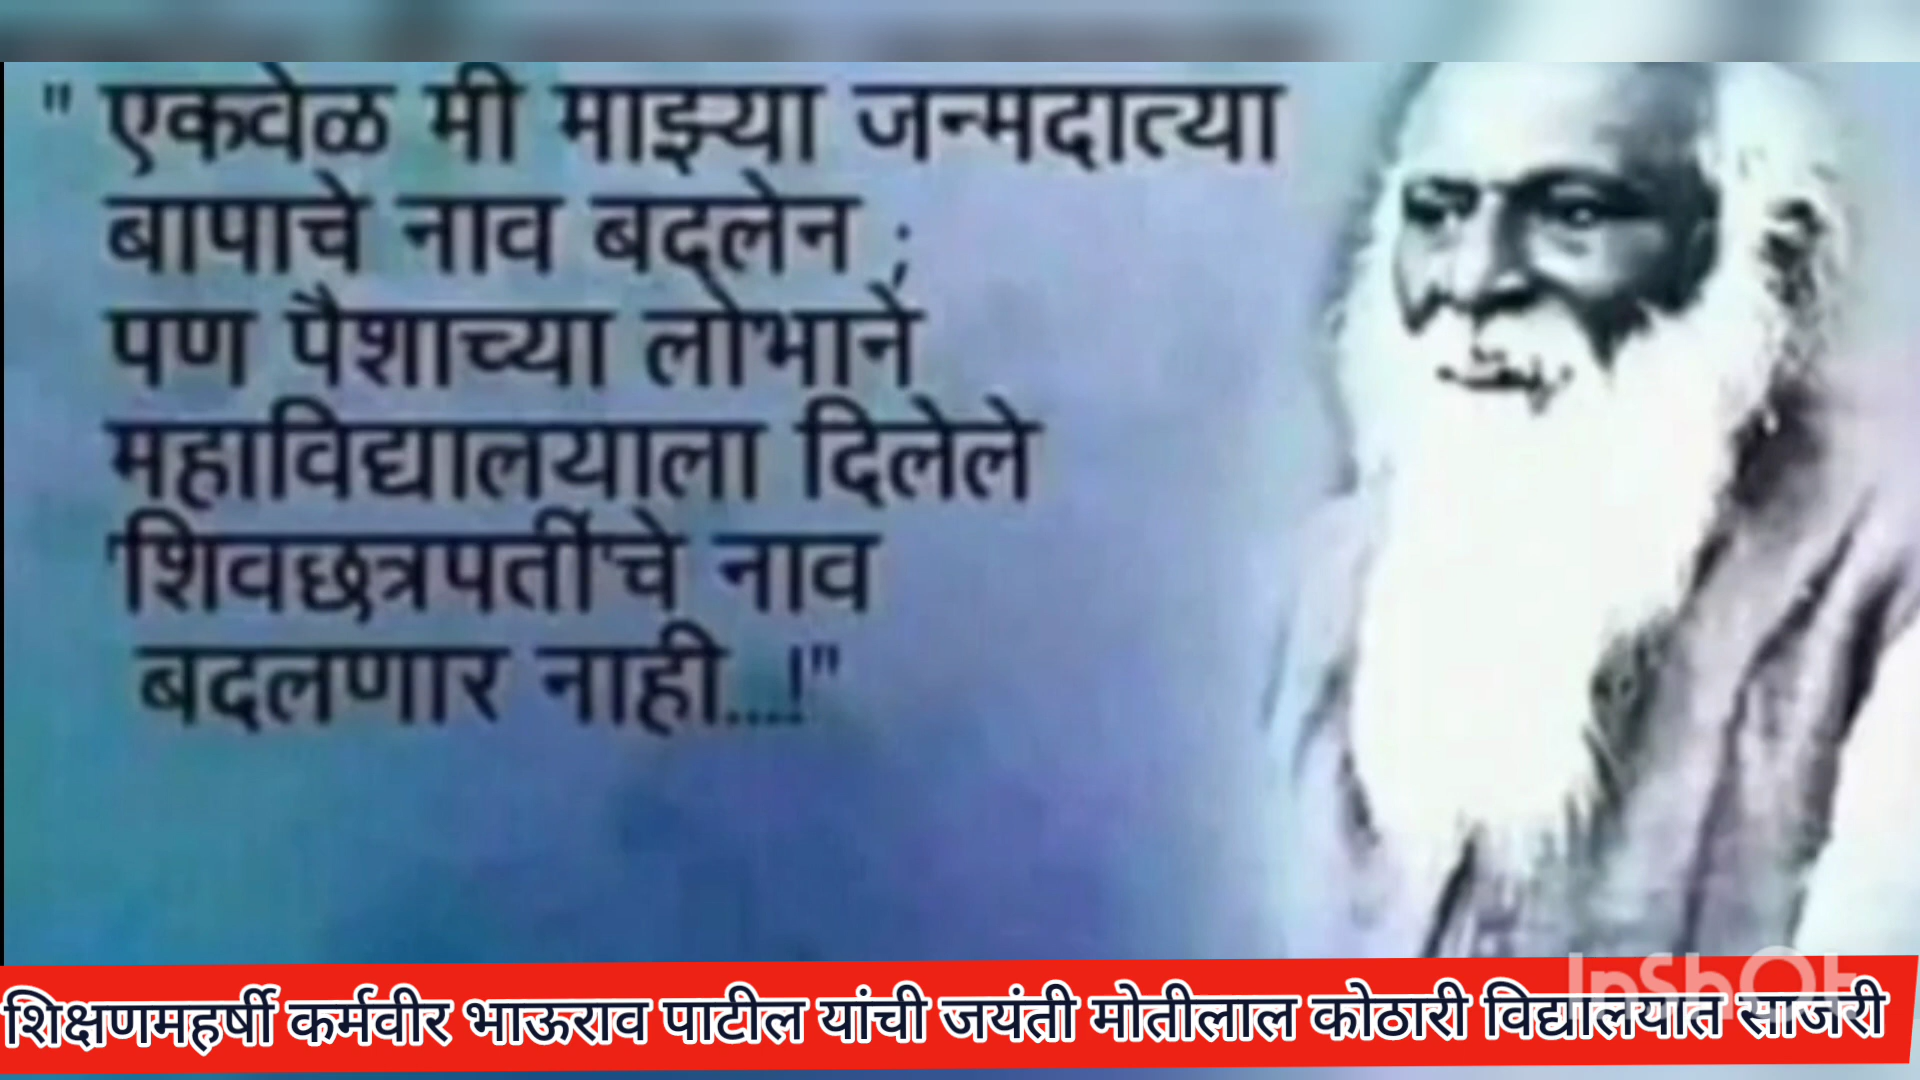 " एकवेळ मी माझ्या जन्मदात्या
बापाचे नाव बदलेन ;
पण पैशाच्या लोभाने
महाविद्यालयाला दिलेले
'शिवछत्रपतीं'चे नाव
बदलणार नाही...!"
शिक्षणमहर्षी कर्मवीर भाऊराव पाटील यांची जयंती मोतीलाल कोठारी विद्यालयात साजरी
InShOt